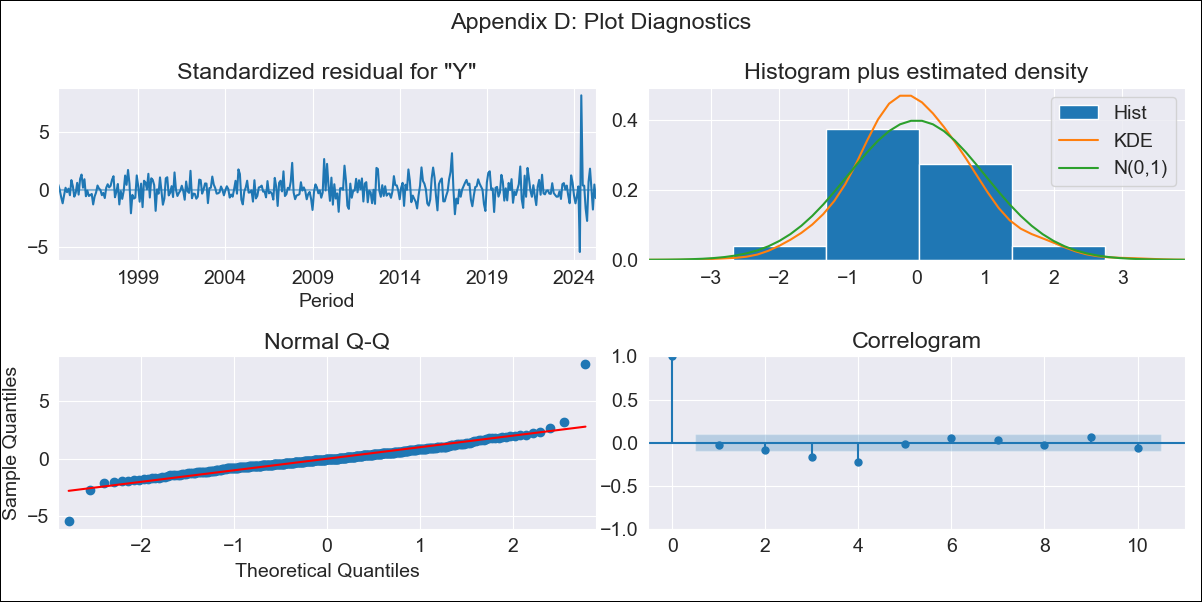 Appendix D: Plot Diagnostics
Standardized residual for "Y"
5
0
−5
1999 2004 2009 2014 2019 2024
Period
Histogram plus estimated density
0.4
0.2
0.0
Hist
KDE
N(0,1)
−3 −2 −1 0 1 2 3
Normal Q-Q
Sample Quantiles
5
0
−5
−2 −1 0 1 2
Theoretical Quantiles
Correlogram
1.0
0.5
0.0
−0.5
−1.0
0 2 4 6 8 10